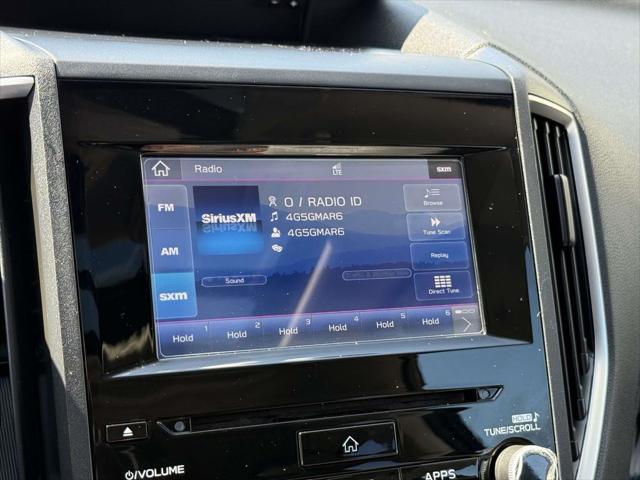 Radio
LTE
sxm
FM
AM
sxm
SiriusXM
0 / RADIO ID
4G5GMAR6
4G5GMAR6
Sound
Browse
Tune Scan
Replay
Direct Tune
Hold 1 Hold 2 Hold 3 Hold 4 Hold 5 Hold 6
HOLD
TUNE/SCROLL
VOLUME
APPS